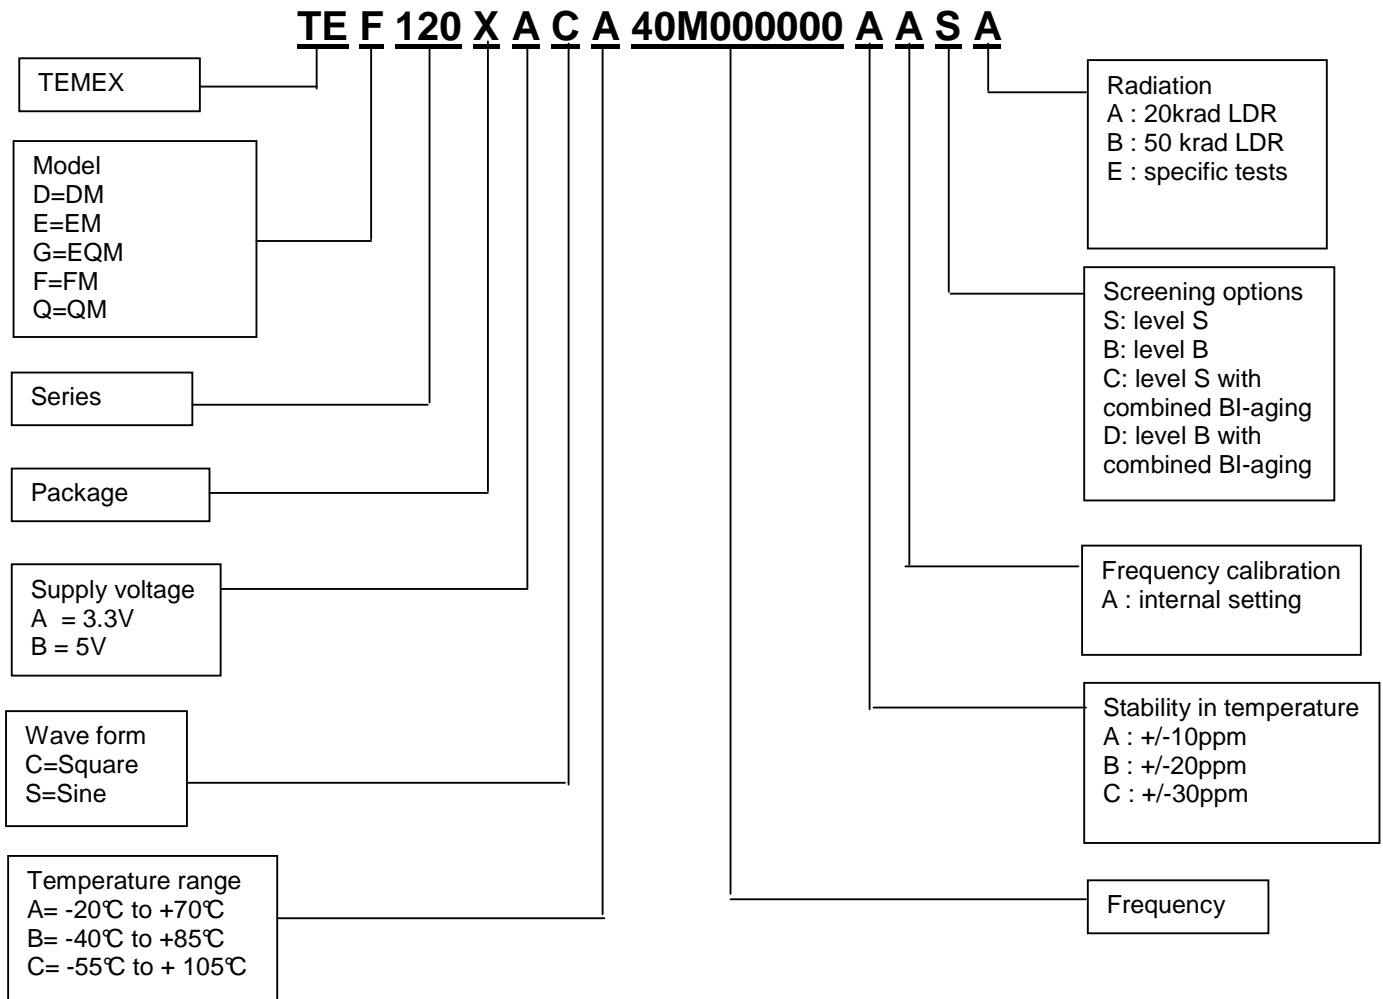 TE F 120 X A C A 40M000000 A A S A
TEMEX
Model
D=DM
E=EM
G=EQM
F=FM
Q=QM
Series
Package
Supply voltage
A = 3.3V
B = 5V
Wave form
C=Square
S=Sine
Temperature range
A= -20℃ to +70℃
B= -40℃ to +85℃
C= -55℃ to + 105℃
Radiation
A : 20krad LDR
B : 50 krad LDR
E : specific tests
Screening options
S: level S
B: level B
C: level S with
combined BI-aging
D: level B with
combined BI-aging
Frequency calibration
A : internal setting
Stability in temperature
A : +/-10ppm
B : +/-20ppm
C : +/-30ppm
Frequency